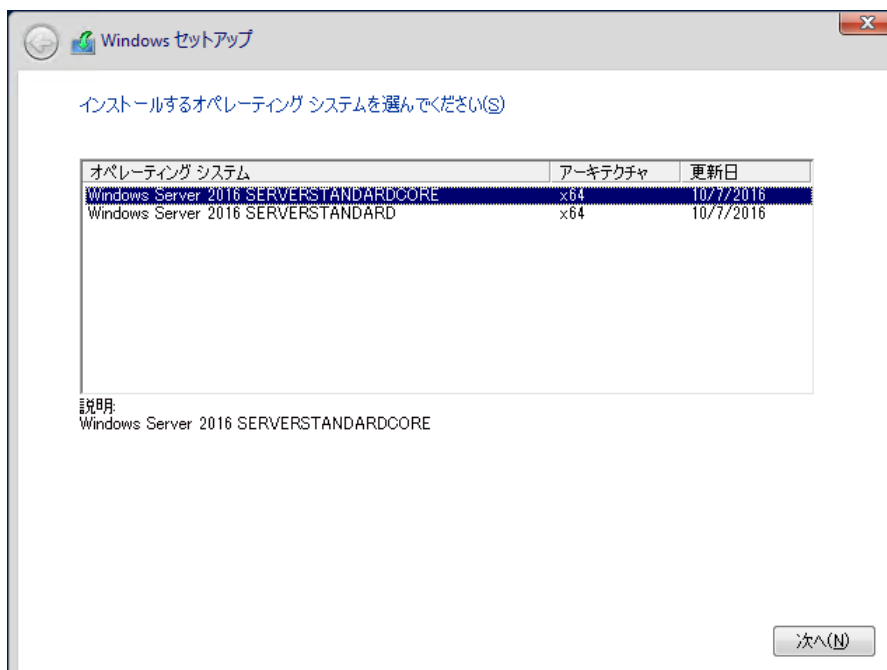 Windows セットアップ
インストールするオペレーティング システムを選んでください(S)
オペレーティング システム アーキテクチャ 更新日
Windows Server 2016 SERVERSTANDARDCORE x64 10/7/2016
Windows Server 2016 SERVERSTANDARD x64 10/7/2016
説明:
Windows Server 2016 SERVERSTANDARDCORE
次へ(N)